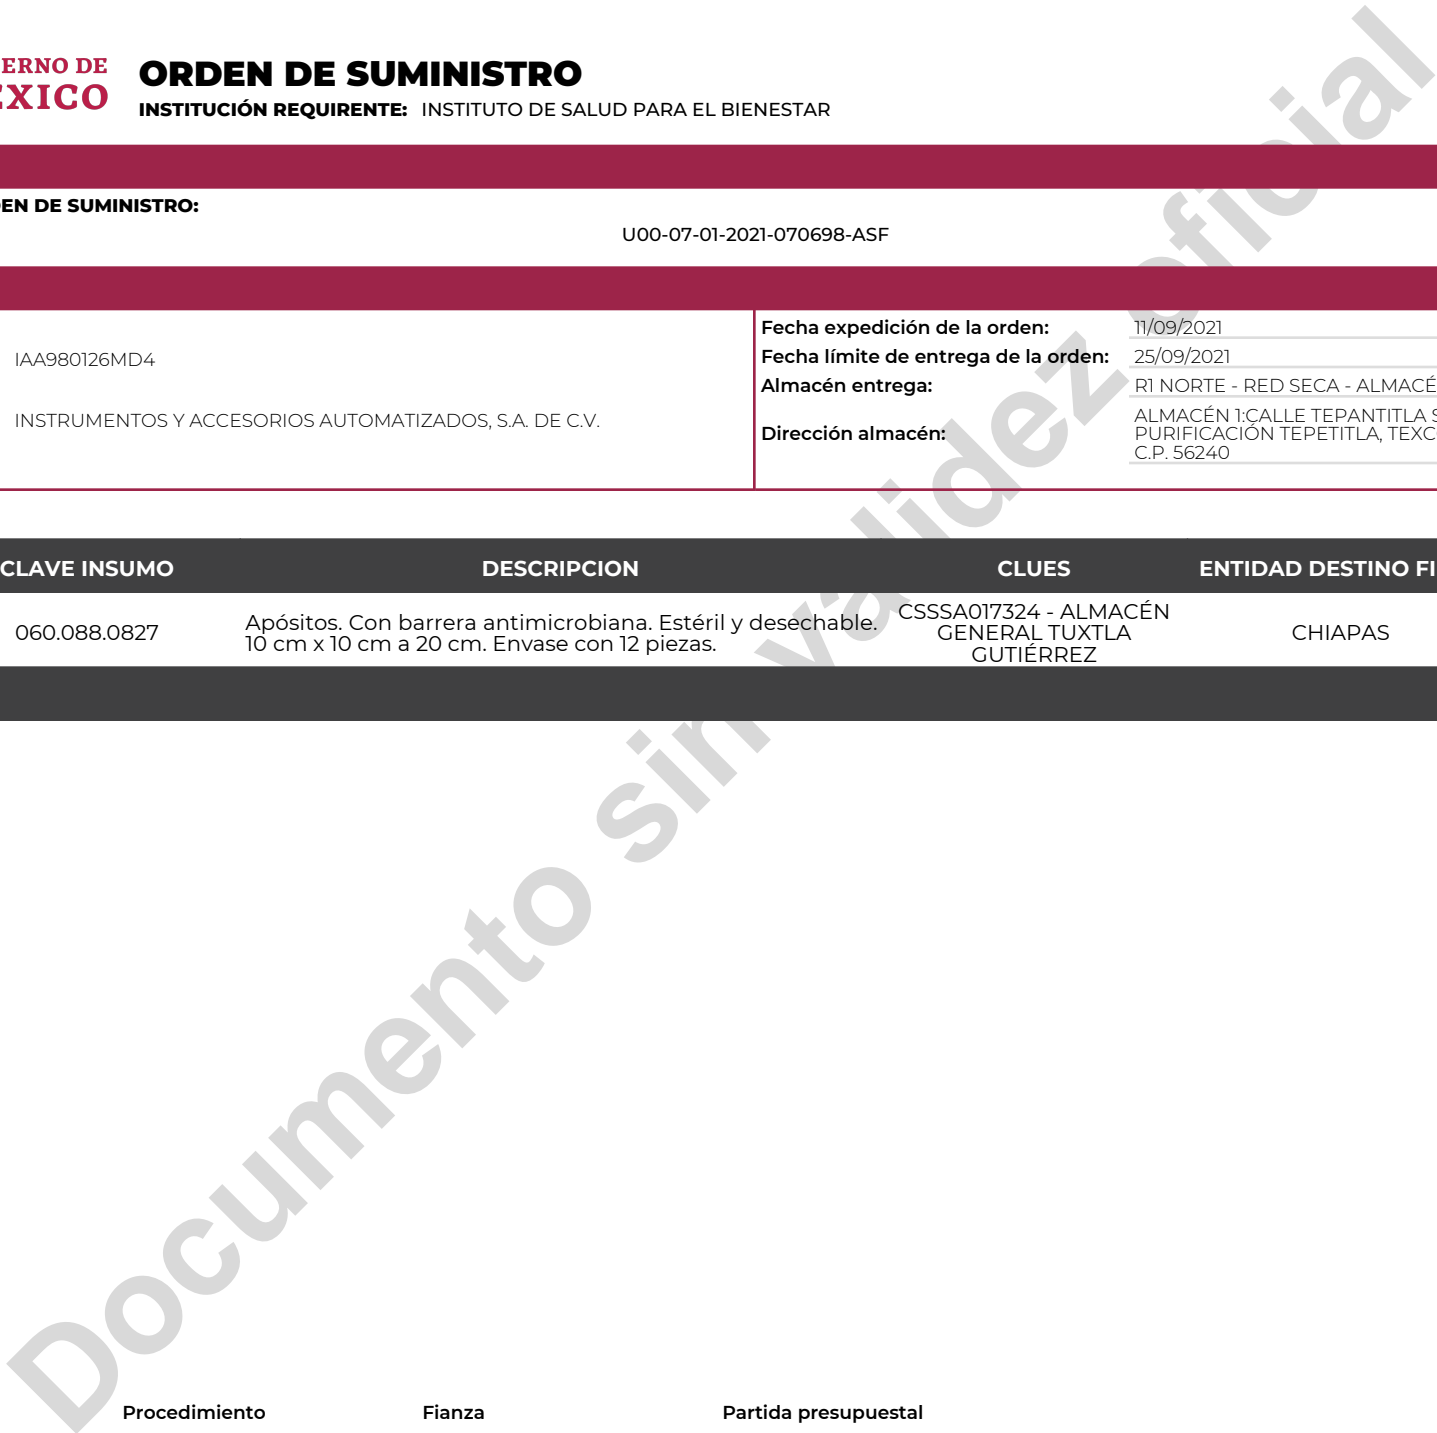 ERNO DE
EXICO
ORDEN DE SUMINISTRO
INSTITUCIÓN REQUIRENTE: INSTITUTO DE SALUD PARA EL BIENESTAR
EN DE SUMINISTRO:
U00-07-01-2021-070698-ASF
IAA980126MD4
INSTRUMENTOS Y ACCESORIOS AUTOMATIZADOS, S.A. DE C.V.
Fecha expedición de la orden: 11/09/2021
Fecha límite de entrega de la orden: 25/09/2021
Almacén entrega: R1 NORTE - RED SECA - ALMACÉ
Dirección almacén: ALMACÉN 1:CALLE TEPANTITLA S
PURIFICACIÓN TEPETITLA, TEXC
C.P. 56240
CLAVE INSUMO DESCRIPCION CLUES ENTIDAD DESTINO FI
060.088.0827
Apósitos. Con barrera antimicrobiana. Estéril y desechable.
10 cm x 10 cm a 20 cm. Envase con 12 piezas.
CSSSA017324 - ALMACÉN
GENERAL TUXTLA
GUTIÉRREZ
CHIAPAS
Documento sin validez oficial
Procedimiento Fianza Partida presupuestal